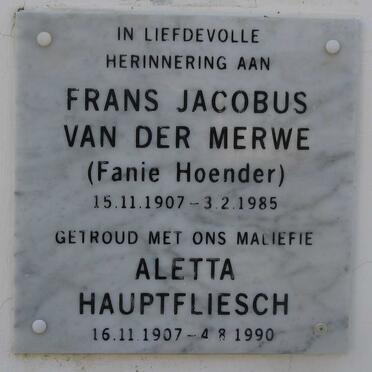 IN LIEFDEVOLLE
HERINNERING AAN
FRANS JACOBUS
VAN DER MERWE
(Fanie Hoender)
15.11.1907 - 3.2.1985
GETROUD MET ONS MALIEFIE
ALETTA
HAUPTFLIESCH
16.11.1907 - 4.8.1990